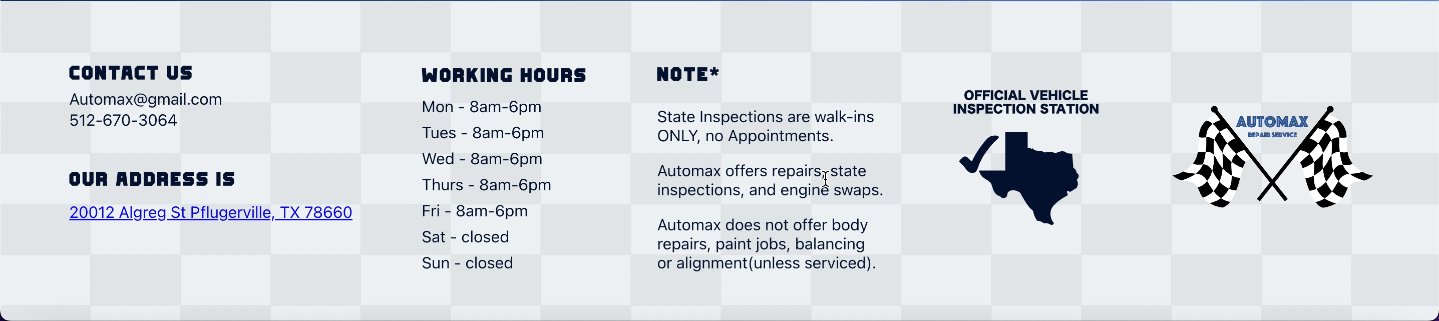 CONTACT US
Automax@gmail.com
512-670-3064
OUR ADDRESS IS
20012 Algreg St Pflugerville, TX 78660
WORKING HOURS
Mon - 8am-6pm
Tues - 8am-6pm
Wed - 8am-6pm
Thurs - 8am-6pm
Fri - 8am-6pm
Sat - closed
Sun - closed
NOTE*
State Inspections are walk-ins
ONLY, no Appointments.
Automax offers repairs, state
inspections, and engine swaps.
Automax does not offer body
repairs, paint jobs, balancing
or alignment(unless serviced).
OFFICIAL VEHICLE
INSPECTION STATION
AUTOMAX
REPAIR SERVICE